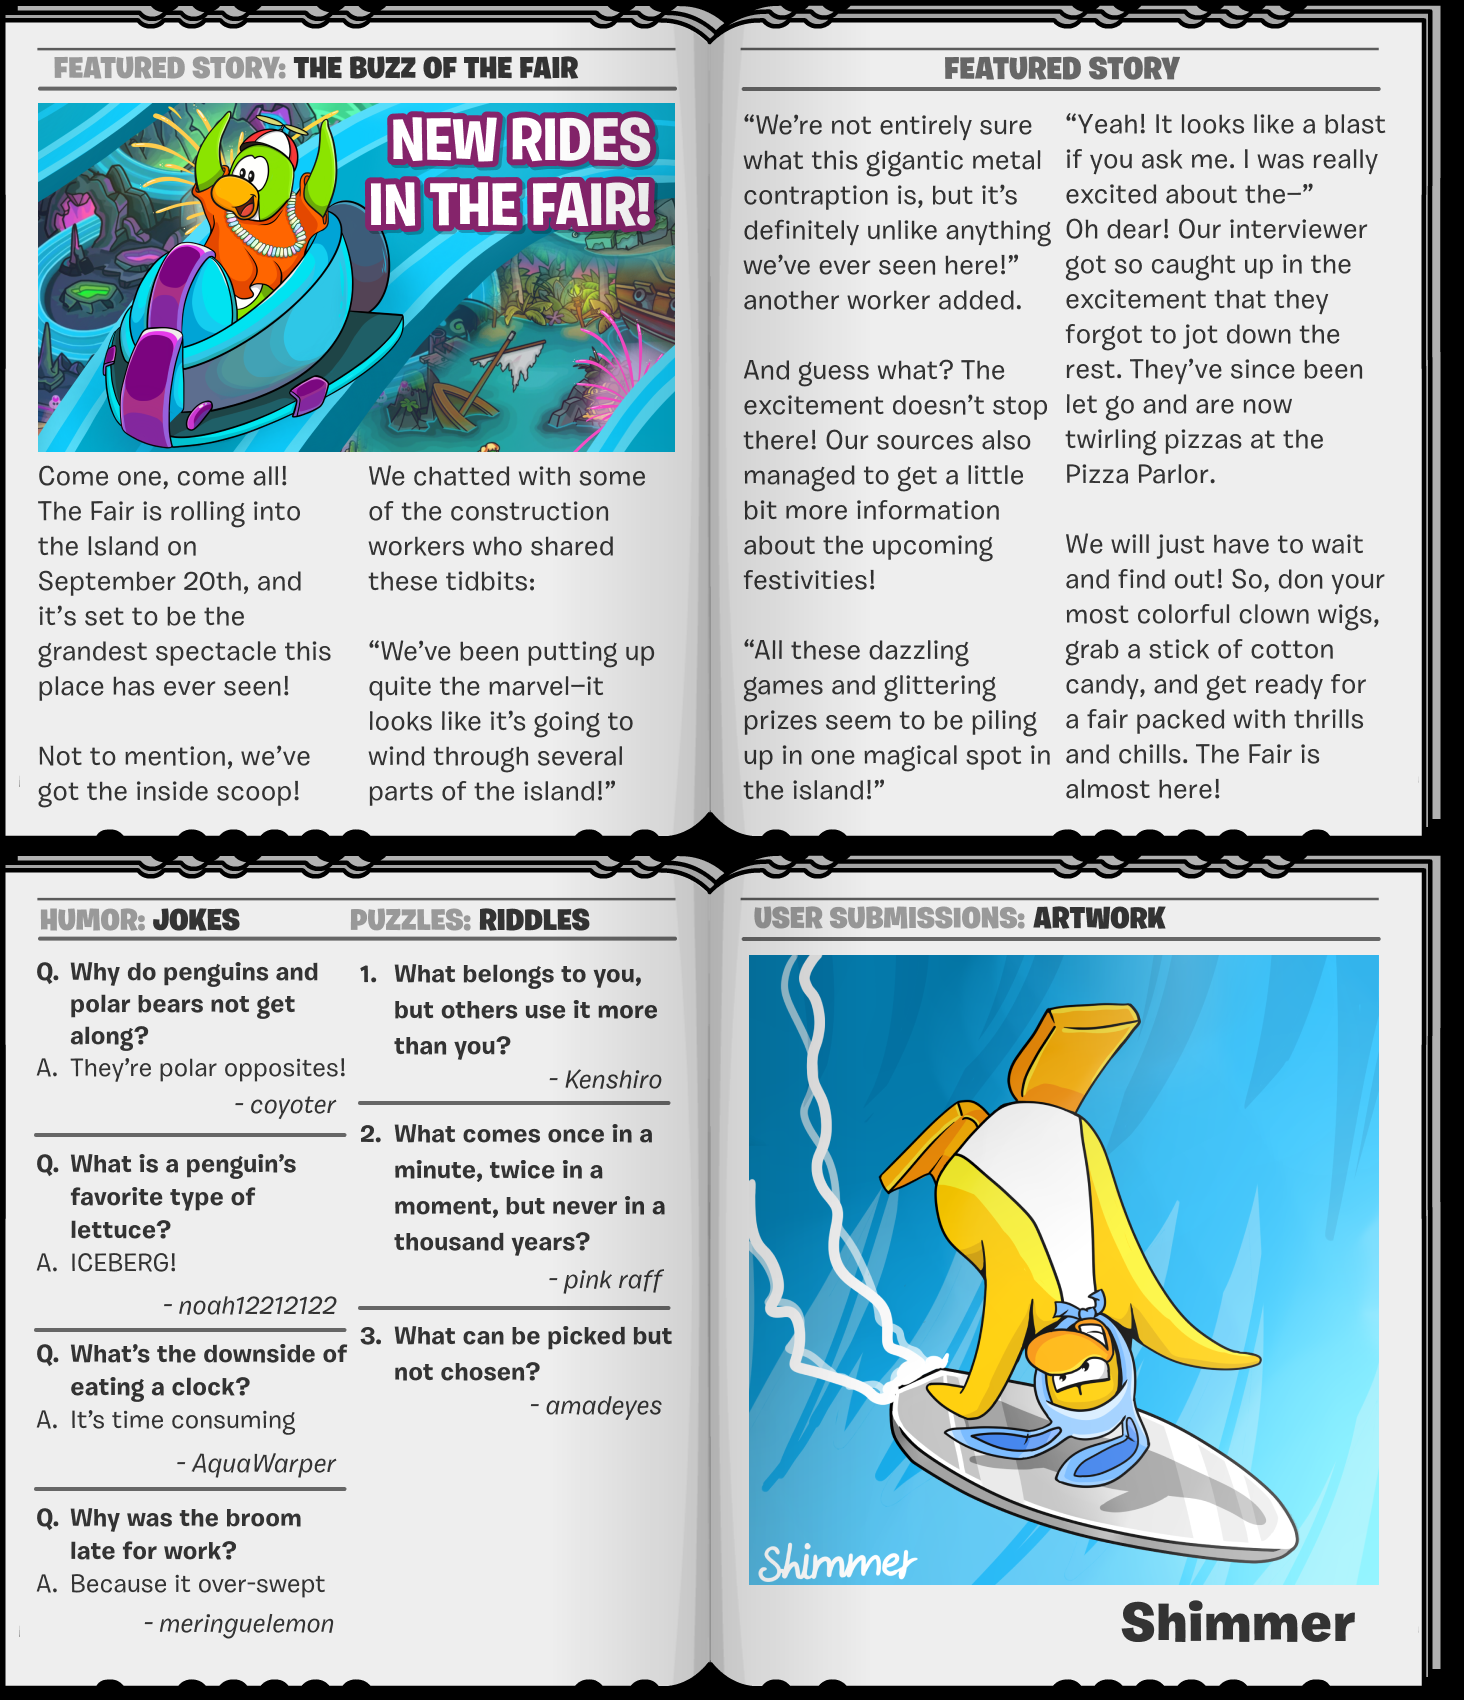 FEATURED STORY: THE BUZZ OF THE FAIR
NEW RIDES
IN THE FAIR!
Come one, come all!
The Fair is rolling into
the Island on
September 20th, and
it's set to be the
grandest spectacle this
place has ever seen!
Not to mention, we've
got the inside scoop!
We chatted with some
of the construction
workers who shared
these tidbits:
“We've been putting up
quite the marvel–it
looks like it's going to
wind through several
parts of the island!”
FEATURED STORY
“We're not entirely sure
what this gigantic metal
contraption is, but it's
definitely unlike anything
we've ever seen here!”
another worker added.
And guess what? The
excitement doesn't stop
there! Our sources also
managed to get a little
bit more information
about the upcoming
festivities!
“All these dazzling
games and glittering
prizes seem to be piling
up in one magical spot in
the island!”
“Yeah! It looks like a blast
if you ask me. I was really
excited about the–”
Oh dear! Our interviewer
got so caught up in the
excitement that they
forgot to jot down the
rest. They've since been
let go and are now
twirling pizzas at the
Pizza Parlor.
We will just have to wait
and find out! So, don your
most colorful clown wigs,
grab a stick of cotton
candy, and get ready for
a fair packed with thrills
and chills. The Fair is
almost here!
HUMOR: JOKES
Q. Why do penguins and
polar bears not get
along?
A. They're polar opposites!
- coyoter
Q. What is a penguin's
favorite type of
lettuce?
A. ICEBERG!
- noah12212122
Q. What's the downside of
eating a clock?
A. It's time consuming
- AquaWarper
Q. Why was the broom
late for work?
A. Because it over-swept
- meringuelemon
PUZZLES: RIDDLES
1. What belongs to you,
but others use it more
than you?
- Kenshiro
2. What comes once in a
minute, twice in a
moment, but never in a
thousand years?
- pink raff
3. What can be picked but
not chosen?
- amadeyes
USER SUBMISSIONS: ARTWORK
Shimmer
Shimmer